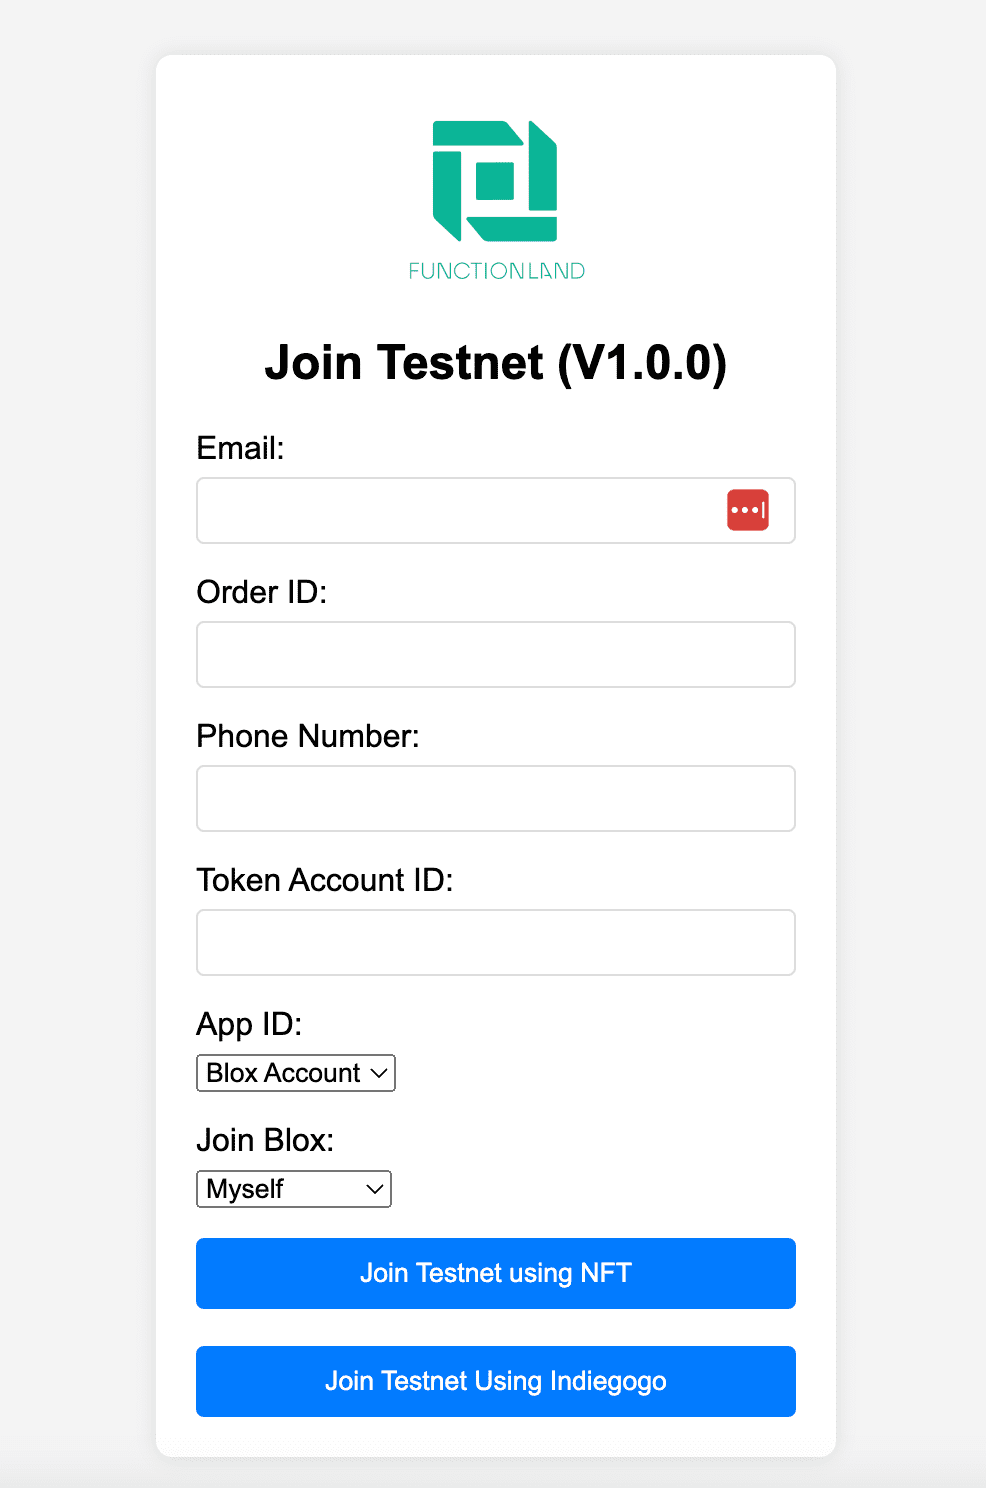 FUNCTIONLAND
Join Testnet (V1.0.0)
Email:
Order ID:
Phone Number:
Token Account ID:
App ID:
Blox Account
Join Blox:
Myself
Join Testnet using NFT
Join Testnet Using Indiegogo